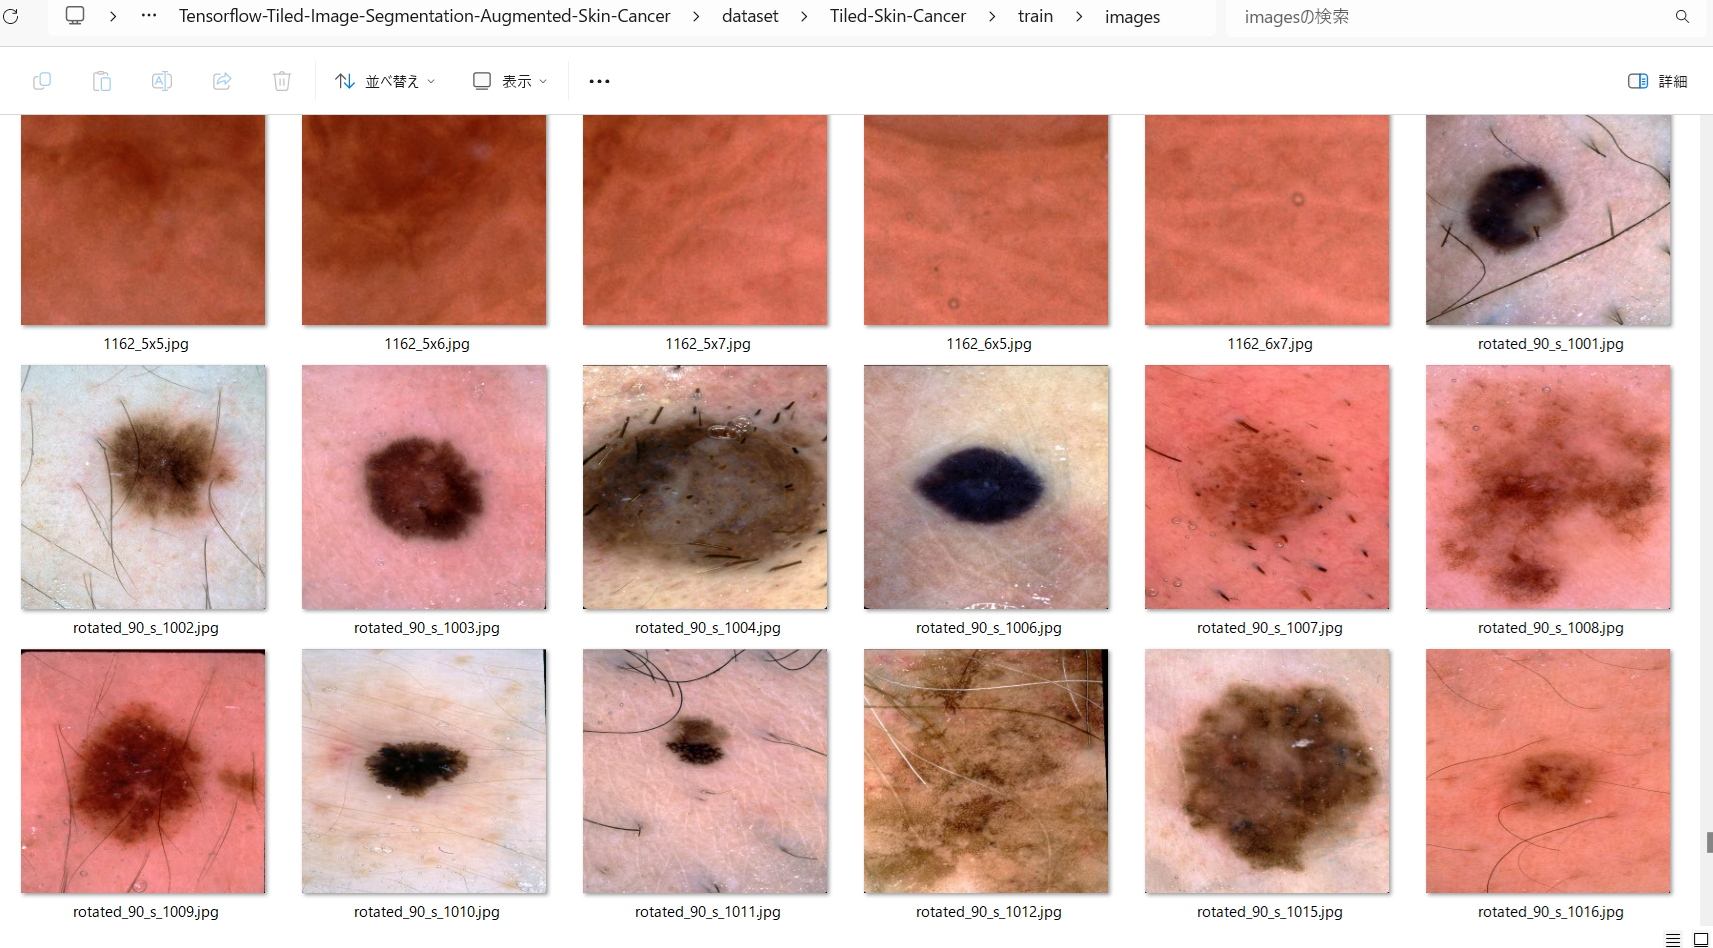 Tensorflow-Tiled-Image-Segmentation-Augmented-Skin-Cancer > dataset > Tiled-Skin-Cancer > train > images
imagesの検索
並べ替え
表示
詳細
1162_5x5.jpg
1162_5x6.jpg
1162_5x7.jpg
1162_6x5.jpg
1162_6x7.jpg
rotated_90_s_1001.jpg
rotated_90_s_1002.jpg
rotated_90_s_1003.jpg
rotated_90_s_1004.jpg
rotated_90_s_1006.jpg
rotated_90_s_1007.jpg
rotated_90_s_1008.jpg
rotated_90_s_1009.jpg
rotated_90_s_1010.jpg
rotated_90_s_1011.jpg
rotated_90_s_1012.jpg
rotated_90_s_1015.jpg
rotated_90_s_1016.jpg